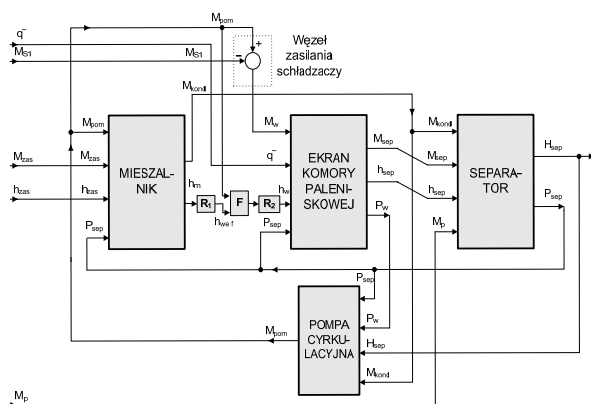 M_pom
q⁻
M_S1
M_S1
- +
Węzeł
zasilania
schładzaczy
M_kond
M_pom
M_w
M_kond
H_sep
M_zas
M_zas
MIESZAL-
NIK
q⁻
EKRAN
KOMORY
PALENI-
SKOWEJ
M_sep
M_sep
SEPARA-
TOR
h_zas
h_zas
h_m
R₁
F
R₂
h_w
h_sep
h_sep
P_sep
h_we f
P_sep
P_sep
P_w
M_p
P_sep
M_pom
POMPA
CYRKU-
LACYJNA
P_w
H_sep
M_kond
M_p